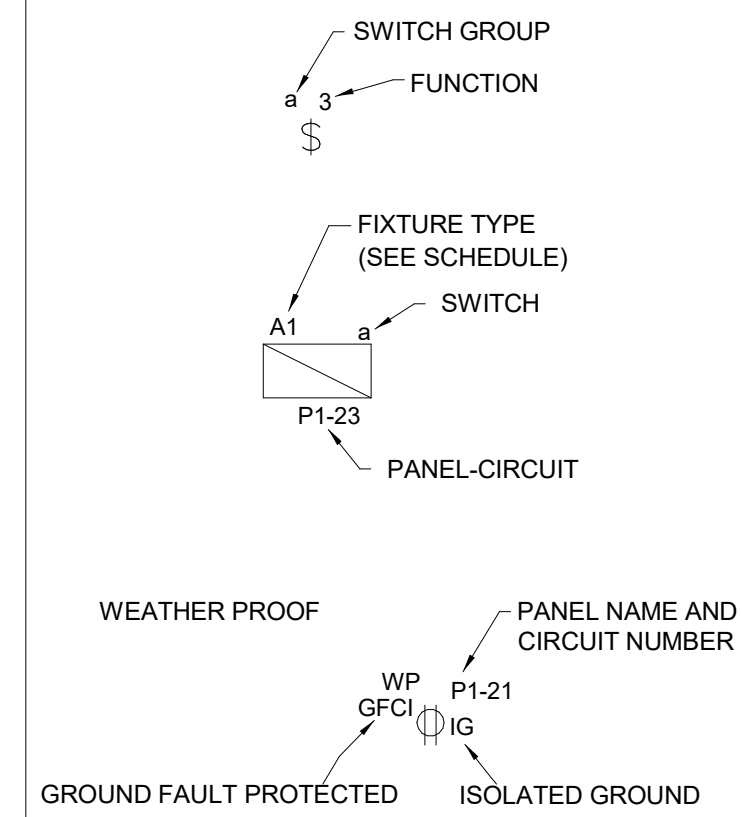 SWITCH GROUP
FUNCTION
a 3
$
FIXTURE TYPE
(SEE SCHEDULE)
SWITCH
A1
a
P1-23
PANEL-CIRCUIT
WEATHER PROOF
PANEL NAME AND
CIRCUIT NUMBER
WP
P1-21
GFCI
IG
GROUND FAULT PROTECTED
ISOLATED GROUND